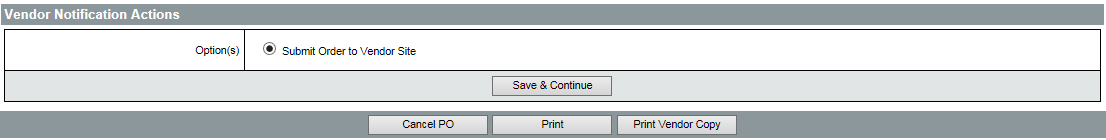 Vendor Notification Actions
Option(s) Submit Order to Vendor Site
Save & Continue
Cancel PO Print Print Vendor Copy